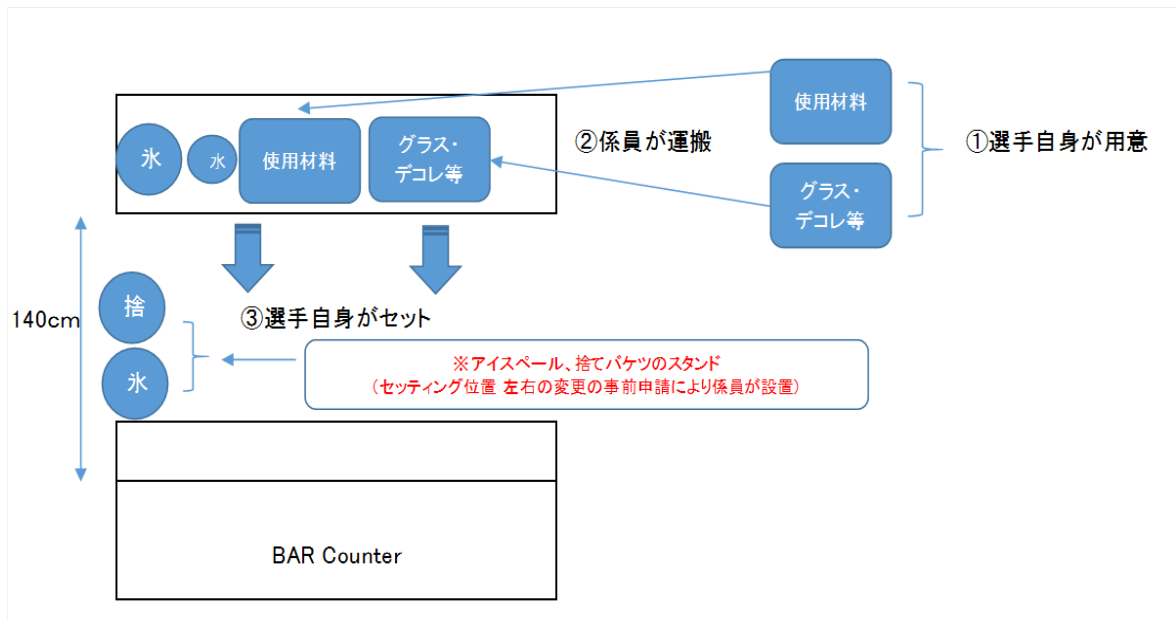 使用材料
①選手自身が用意
グラス・
デコレ等
氷
水
使用材料
グラス・
デコレ等
②係員が運搬
140cm
捨
氷
③選手自身がセット
※アイスペール、捨てバケツのスタンド
（セッティング位置 左右の変更の事前申請により係員が設置）
BAR Counter